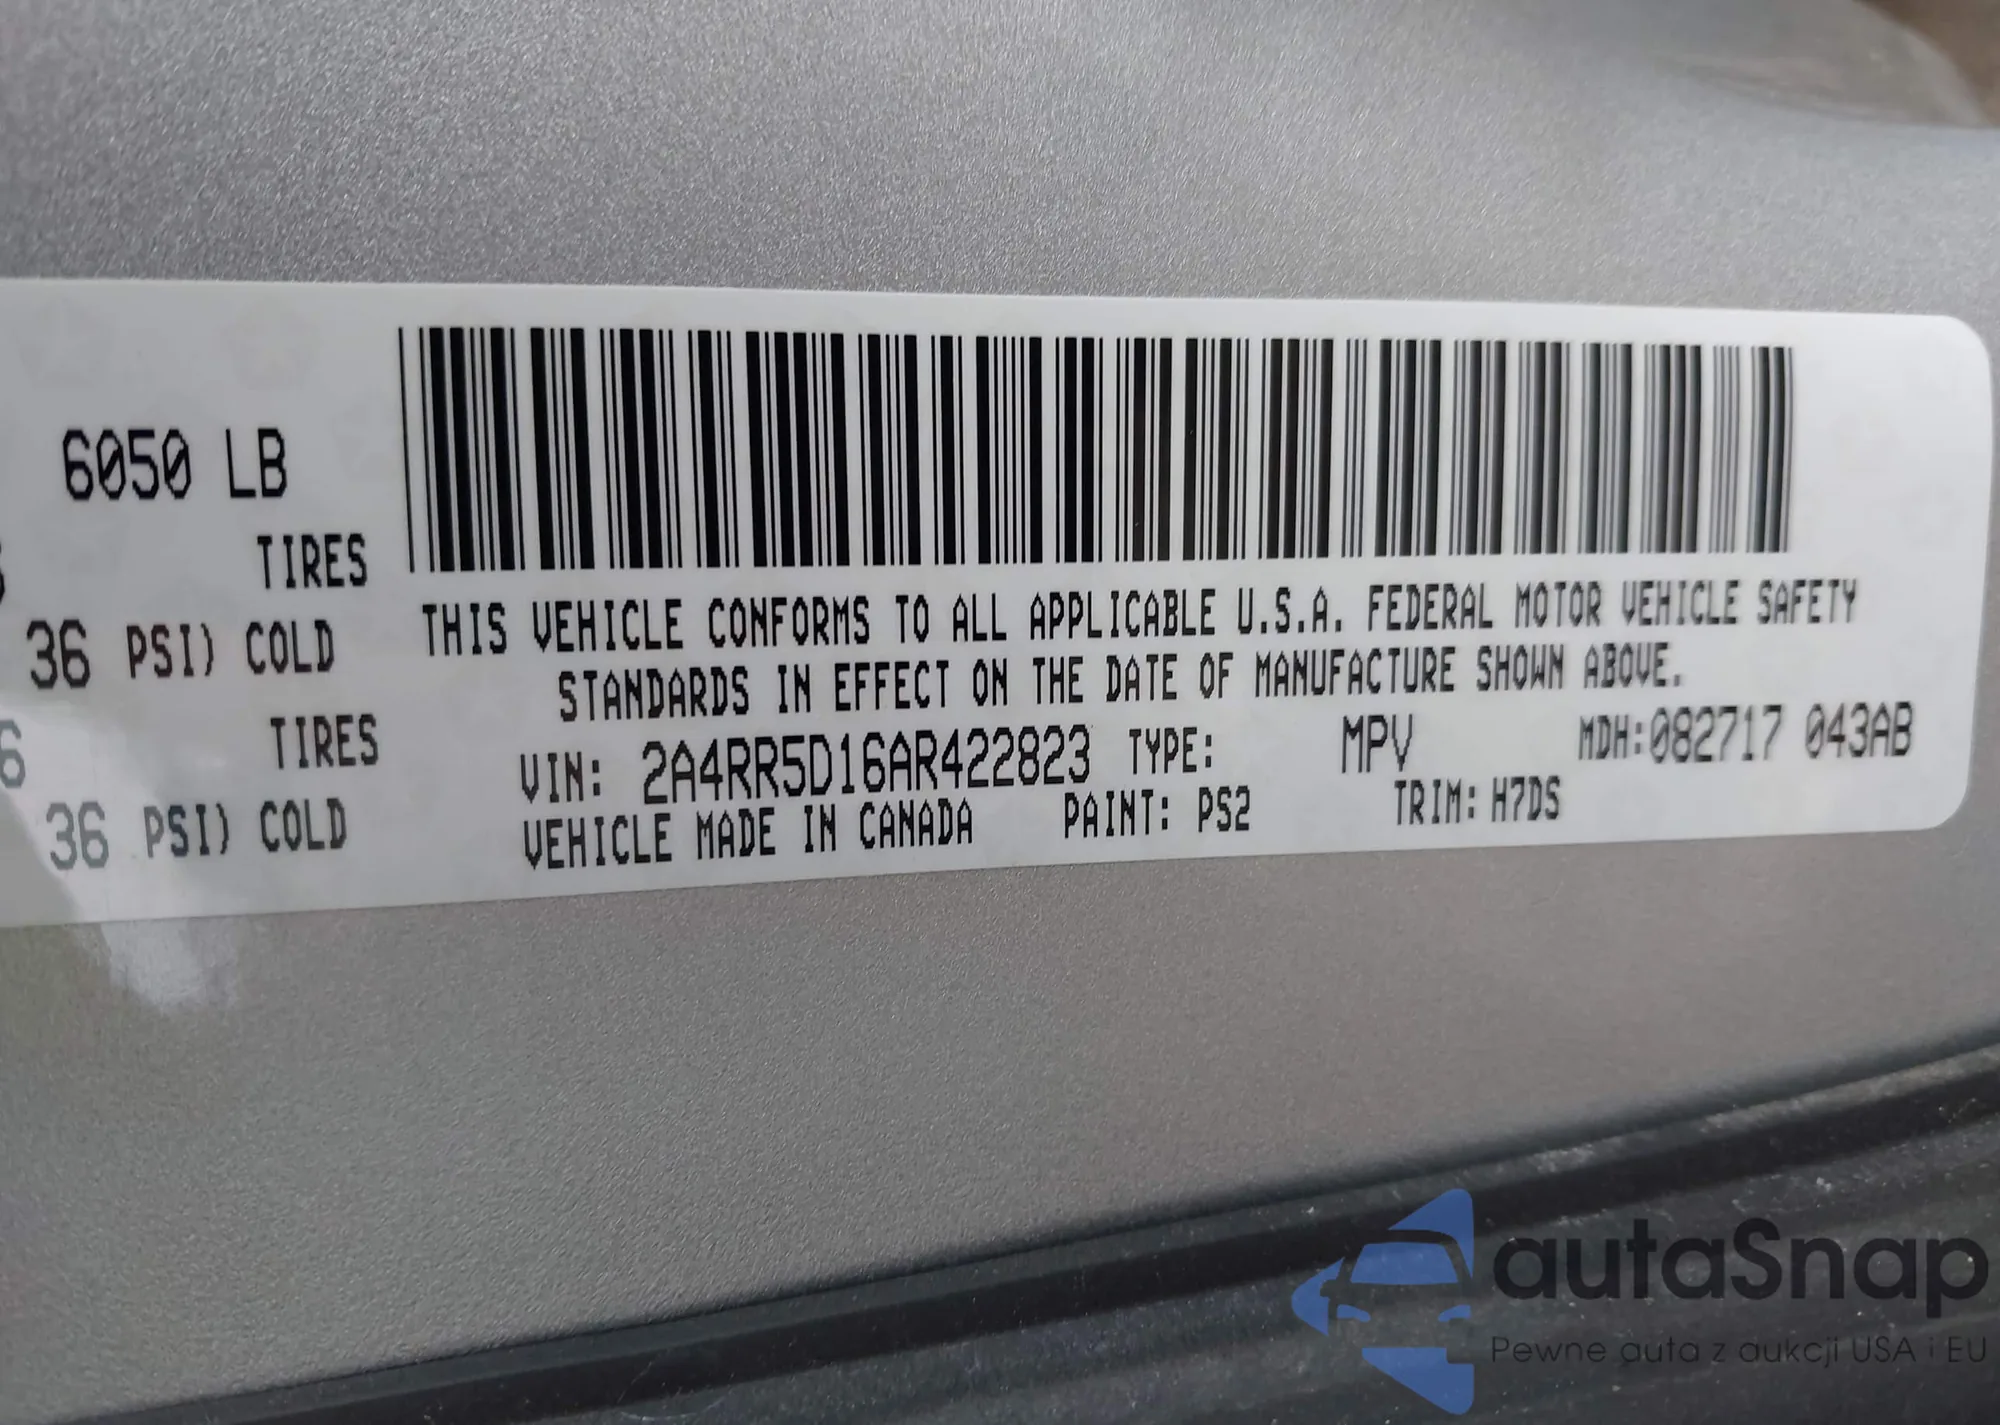 6050 LB
TIRES
36 PSI) COLD
TIRES
36 PSI) COLD
THIS VEHICLE CONFORMS TO ALL APPLICABLE U.S.A. FEDERAL MOTOR VEHICLE SAFETY
STANDARDS IN EFFECT ON THE DATE OF MANUFACTURE SHOWN ABOVE.
VIN: 2A4RR5D16AR422823 TYPE: MPV MDH:082717 043AB
VEHICLE MADE IN CANADA PAINT: PS2 TRIM: H7DS
autaSnap
Pewne auta z aukcji USA i EU